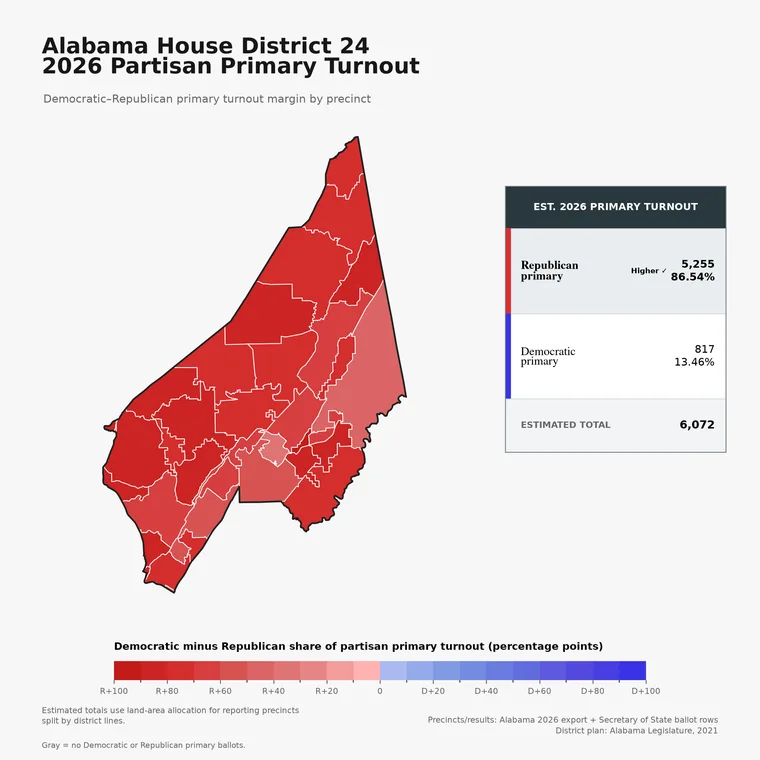 Alabama House District 24
2026 Partisan Primary Turnout
Democratic–Republican primary turnout margin by precinct
EST. 2026 PRIMARY TURNOUT
Republican
primary
Higher ✓
5,255
86.54%
Democratic
primary
817
13.46%
ESTIMATED TOTAL
6,072
Democratic minus Republican share of partisan primary turnout (percentage points)
R+100 R+80 R+60 R+40 R+20 0 D+20 D+40 D+60 D+80 D+100
Estimated totals use land-area allocation for reporting precincts
split by district lines.
Gray = no Democratic or Republican primary ballots.
Precincts/results: Alabama 2026 export + Secretary of State ballot rows
District plan: Alabama Legislature, 2021